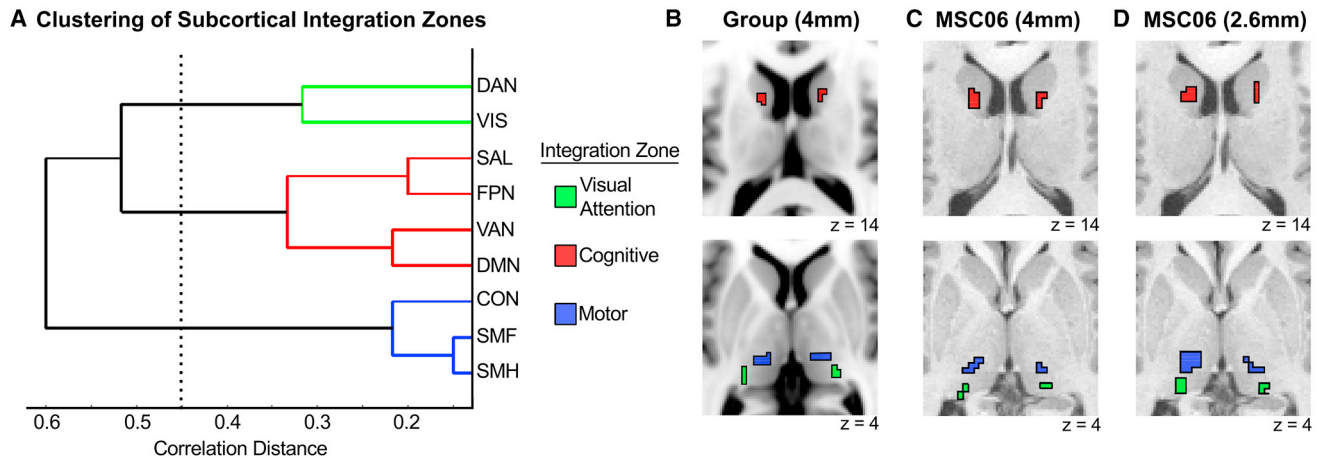 A Clustering of Subcortical Integration Zones
DAN
VIS
SAL
FPN
VAN
DMN
CON
SMF
SMH
0.6 0.5 0.4 0.3 0.2
Correlation Distance
Integration Zone
Visual
Attention
Cognitive
Motor
B Group (4mm)
z = 14
z = 4
C MSC06 (4mm)
z = 14
z = 4
D MSC06 (2.6mm)
z = 14
z = 4